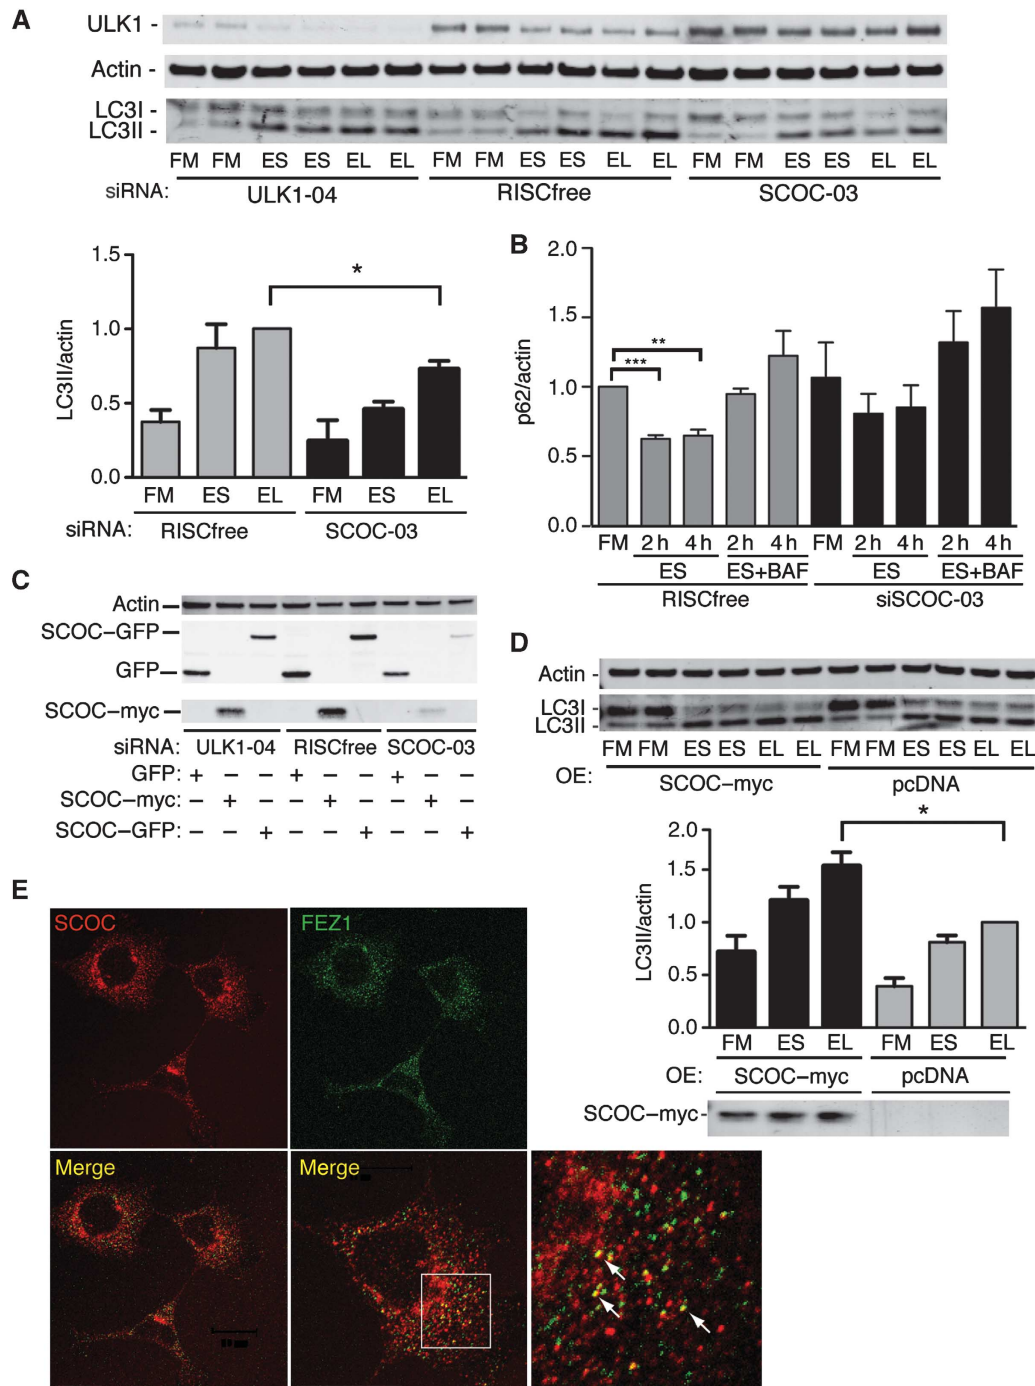 A
ULK1 -
Actin -
LC3I -
LC3II -
FM FM ES ES EL EL FM FM ES ES EL EL FM FM ES ES EL EL
siRNA: ULK1-04 RISCfree SCOC-03
LC3II/actin
1.5
1.0
0.5
0.0
*
FM ES EL FM ES EL
siRNA: RISCfree SCOC-03
B
p62/actin
2.0
1.5
1.0
0.5
0.0
**
***
FM 2 h 4 h 2 h 4 h FM 2 h 4 h 2 h 4 h
ES ES+BAF ES ES+BAF
RISCfree siSCOC-03
C
Actin
SCOC–GFP
GFP
SCOC–myc
siRNA: ULK1-04 RISCfree SCOC-03
GFP: + – – + – – + – –
SCOC–myc: – + – – + – – + –
SCOC–GFP: – – + – – + – – +
D
Actin -
LC3I -
LC3II -
FM FM ES ES EL EL FM FM ES ES EL EL
OE: SCOC–myc pcDNA
LC3II/actin
2.0
1.5
1.0
0.5
0.0
*
FM ES EL FM ES EL
OE: SCOC–myc pcDNA
SCOC–myc-
E
SCOC
FEZ1
Merge
Merge